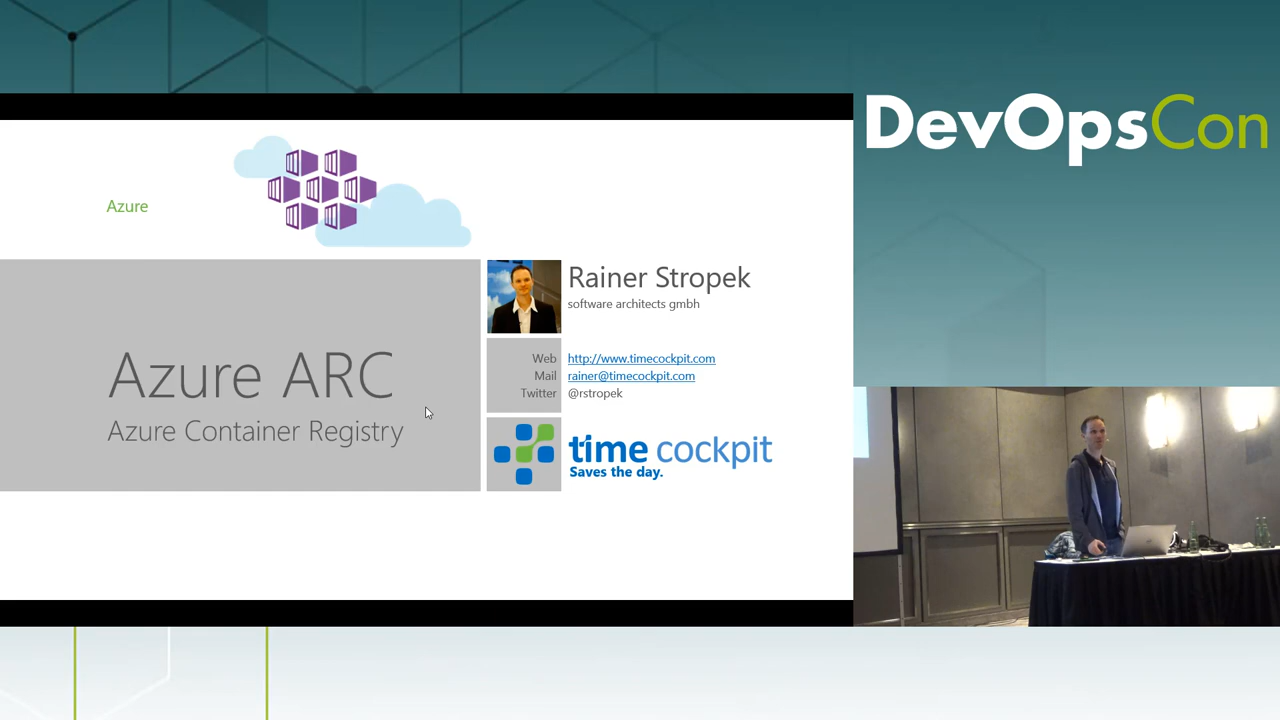 DevOpsCon
Azure
Rainer Stropek
software architects gmbh
Azure ARC
Azure Container Registry
Web http://www.timecockpit.com
Mail rainer@timecockpit.com
Twitter @rstropek
time cockpit
Saves the day.